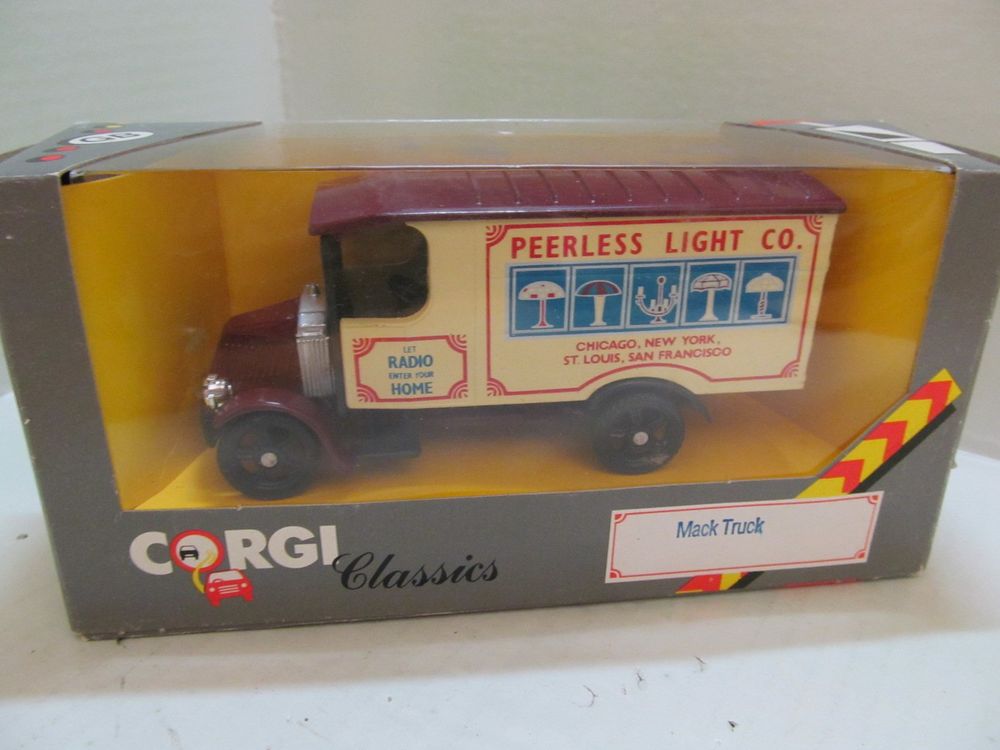 PEERLESS LIGHT CO.
CHICAGO, NEW YORK,
ST. LOUIS, SAN FRANCISCO
LET
RADIO
ENTER YOUR
HOME
CORGI
Classics
Mack Truck